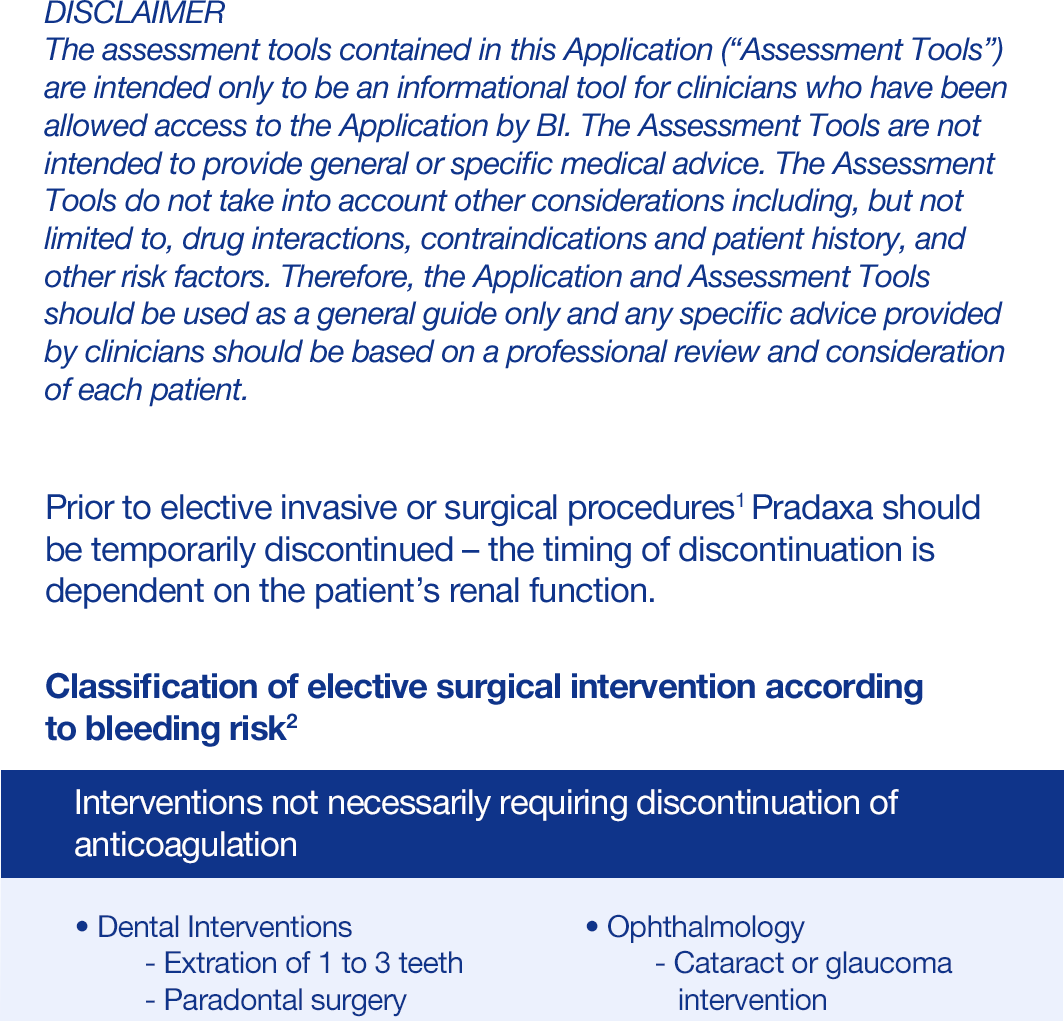 DISCLAIMER
The assessment tools contained in this Application (“Assessment Tools”)
are intended only to be an informational tool for clinicians who have been
allowed access to the Application by BI. The Assessment Tools are not
intended to provide general or specific medical advice. The Assessment
Tools do not take into account other considerations including, but not
limited to, drug interactions, contraindications and patient history, and
other risk factors. Therefore, the Application and Assessment Tools
should be used as a general guide only and any specific advice provided
by clinicians should be based on a professional review and consideration
of each patient.
Prior to elective invasive or surgical procedures¹ Pradaxa should
be temporarily discontinued – the timing of discontinuation is
dependent on the patient’s renal function.
Classification of elective surgical intervention according
to bleeding risk²
Interventions not necessarily requiring discontinuation of
anticoagulation
• Dental Interventions
- Extration of 1 to 3 teeth
- Paradontal surgery
• Ophthalmology
- Cataract or glaucoma
intervention